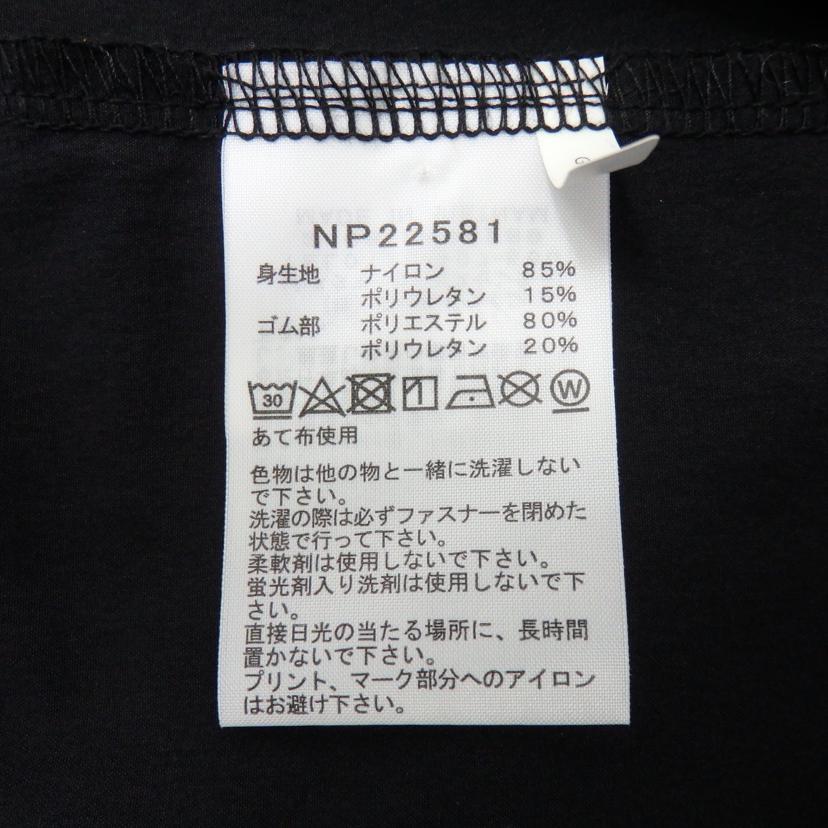 NP22581
身生地 ナイロン 85%
ポリウレタン 15%
ゴム部 ポリエステル 80%
ポリウレタン 20%
30 W
あて布使用
色物は他の物と一緒に洗濯しない
で下さい。
洗濯の際は必ずファスナーを閉めた
状態で行って下さい。
柔軟剤は使用しないで下さい。
蛍光剤入り洗剤は使用しないで下
さい。
直接日光の当たる場所に、長時間
置かないで下さい。
プリント、マーク部分へのアイロン
はお避け下さい。